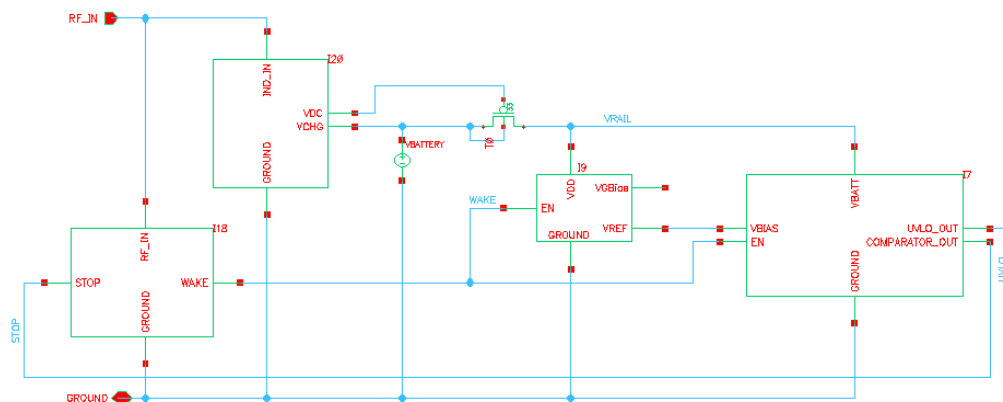 RF_IN
I20
IND_IN
VDC
VCHG
GROUND
T0
VBATTERY
VRAIL
I9
VDD
VGBias
EN
VREF
GROUND
WAKE
I7
VBATT
VBIAS
EN
UVLO_OUT
COMPARATOR_OUT
GROUND
UVLO
I18
RF_IN
STOP
WAKE
GROUND
STOP
GROUND